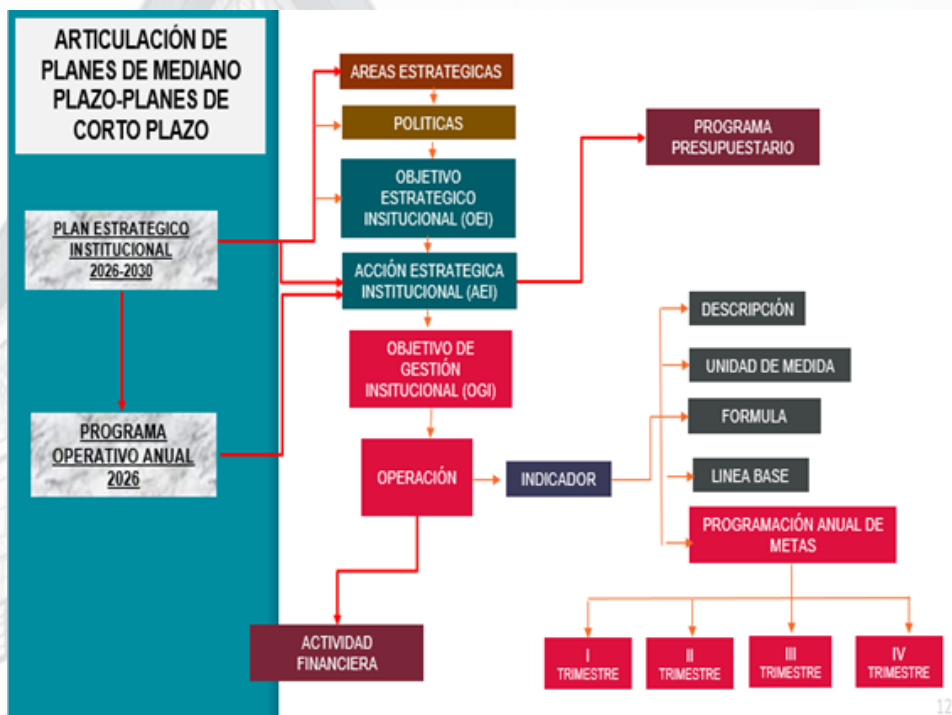 ARTICULACIÓN DE
PLANES DE MEDIANO
PLAZO-PLANES DE
CORTO PLAZO
PLAN ESTRATEGICO
INSTITUCIONAL
2026-2030
PROGRAMA
OPERATIVO ANUAL
2026
AREAS ESTRATEGICAS
POLITICAS
OBJETIVO
ESTRATEGICO
INSITUCIONAL (OEI)
ACCIÓN ESTRATEGICA
INSTITUCIONAL (AEI)
OBJETIVO DE
GESTIÓN
INSITUCIONAL (OGI)
OPERACIÓN
ACTIVIDAD
FINANCIERA
PROGRAMA
PRESUPUESTARIO
INDICADOR
DESCRIPCIÓN
UNIDAD DE MEDIDA
FORMULA
LINEA BASE
PROGRAMACIÓN ANUAL DE
METAS
I
TRIMESTRE
II
TRIMESTRE
III
TRIMESTRE
IV
TRIMESTRE
12